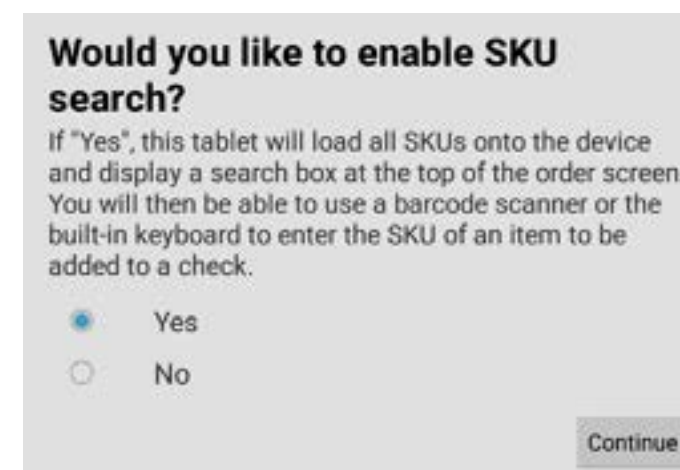 Would you like to enable SKU
search?
If "Yes", this tablet will load all SKUs onto the device
and display a search box at the top of the order screen
You will then be able to use a barcode scanner or the
built-in keyboard to enter the SKU of an item to be
added to a check.
Yes
No
Continue